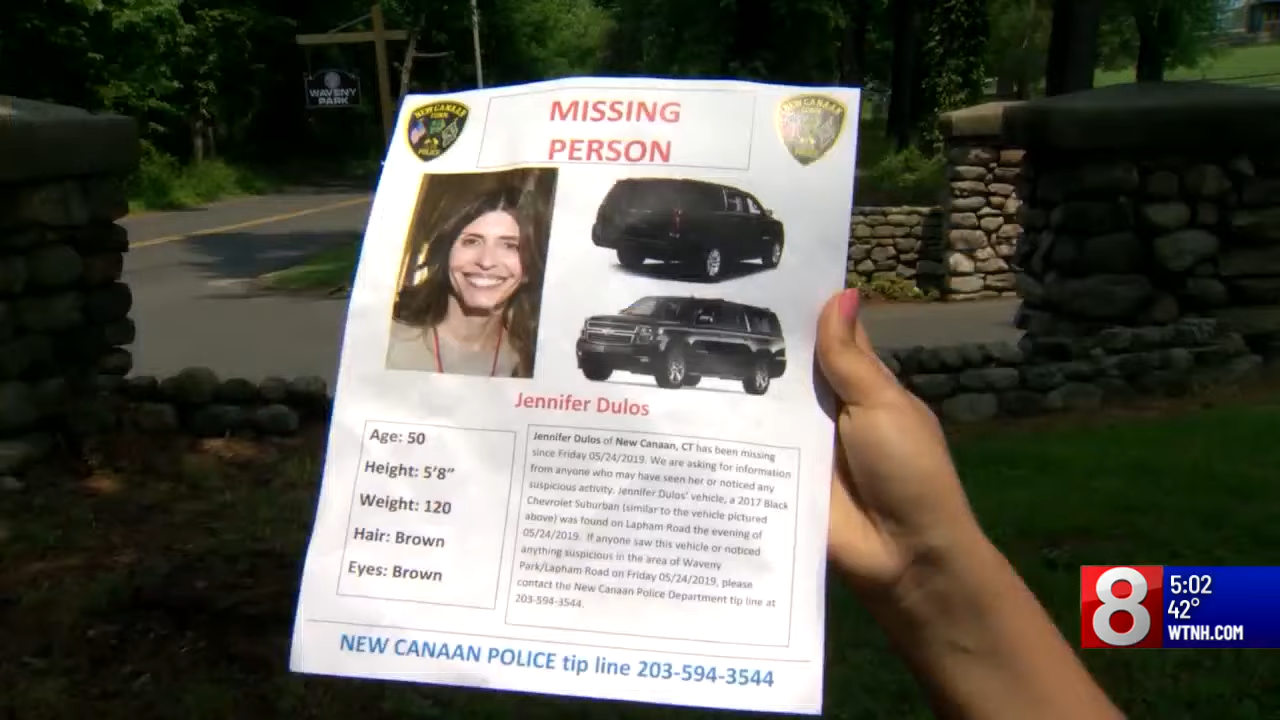 WAVENY
PARK
NEW CANAAN
POLICE
MISSING
PERSON
Jennifer Dulos
Age: 50
Height: 5'8"
Weight: 120
Hair: Brown
Eyes: Brown
Jennifer Dulos of New Canaan, CT has been missing
since Friday 05/24/2019. We are asking for information
from anyone who may have seen her or noticed any
suspicious activity. Jennifer Dulos' vehicle, a 2017 Black
Chevrolet Suburban (similar to the vehicle pictured
above) was found on Lapham Road the evening of
05/24/2019. If anyone saw this vehicle or noticed
anything suspicious in the area of Waveny
Park/Lapham Road on Friday 05/24/2019, please
contact the New Canaan Police Department tip line at
203-594-3544.
NEW CANAAN POLICE tip line 203-594-3544
8
5:02
42°
WTNH.COM